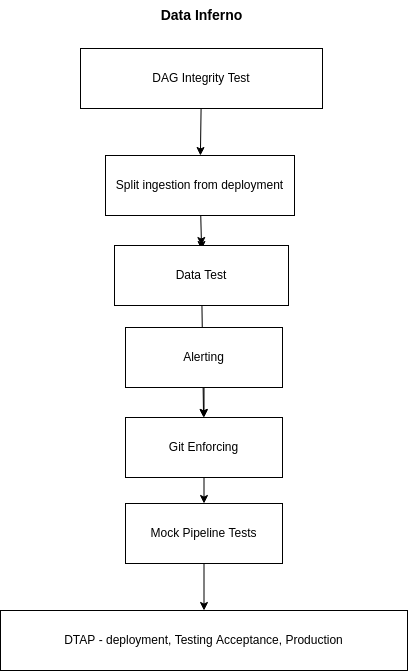 Data Inferno
DAG Integrity Test
Split ingestion from deployment
Data Test
Alerting
Git Enforcing
Mock Pipeline Tests
DTAP - deployment, Testing Acceptance, Production